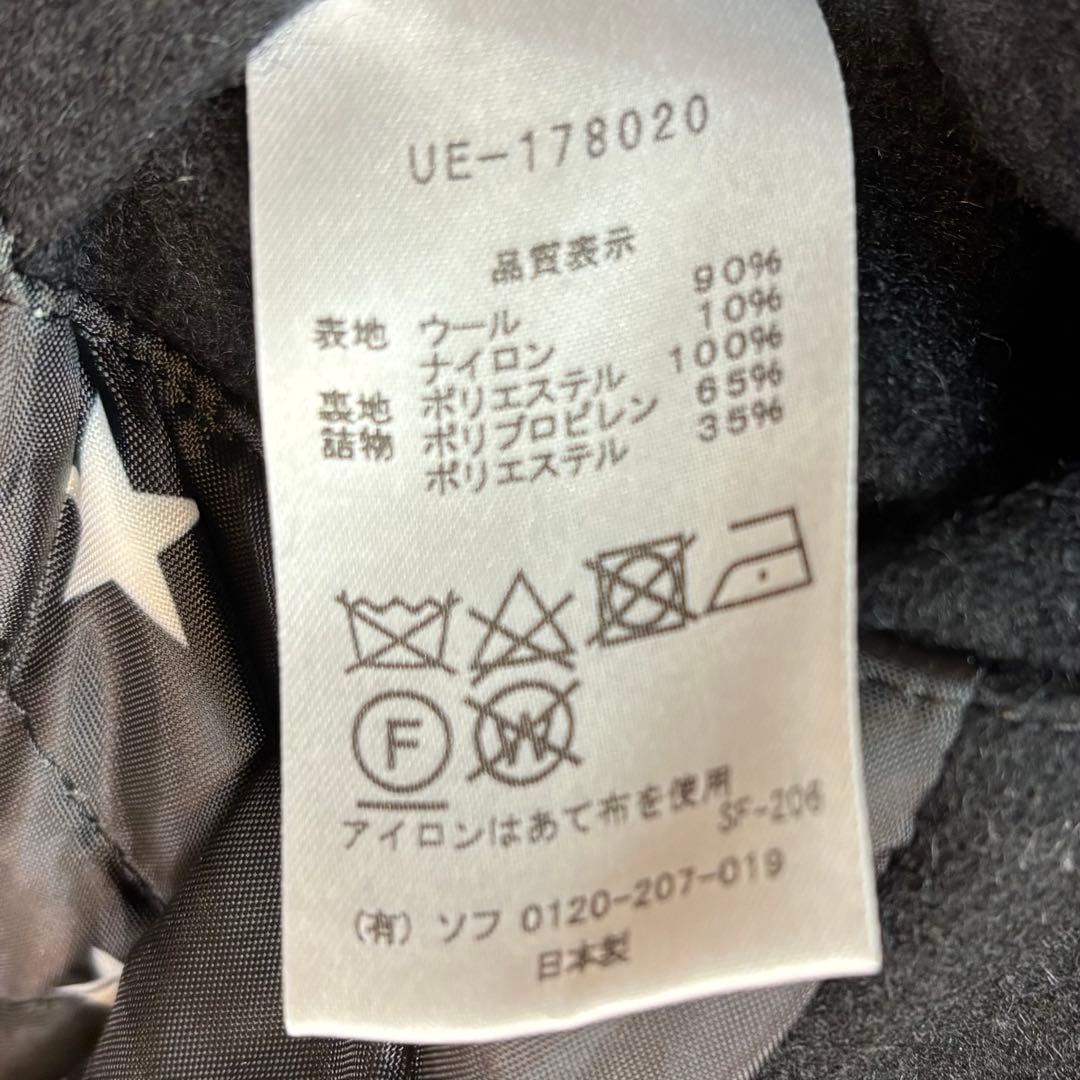 UE-178020
品質表示
表地 ウール 90%
ナイロン 10%
裏地 ポリエステル 100%
詰物 ポリプロピレン 65%
ポリエステル 35%
F W
アイロンはあて布を使用
SF-206
(有) ソフ 0120-207-019
日本製